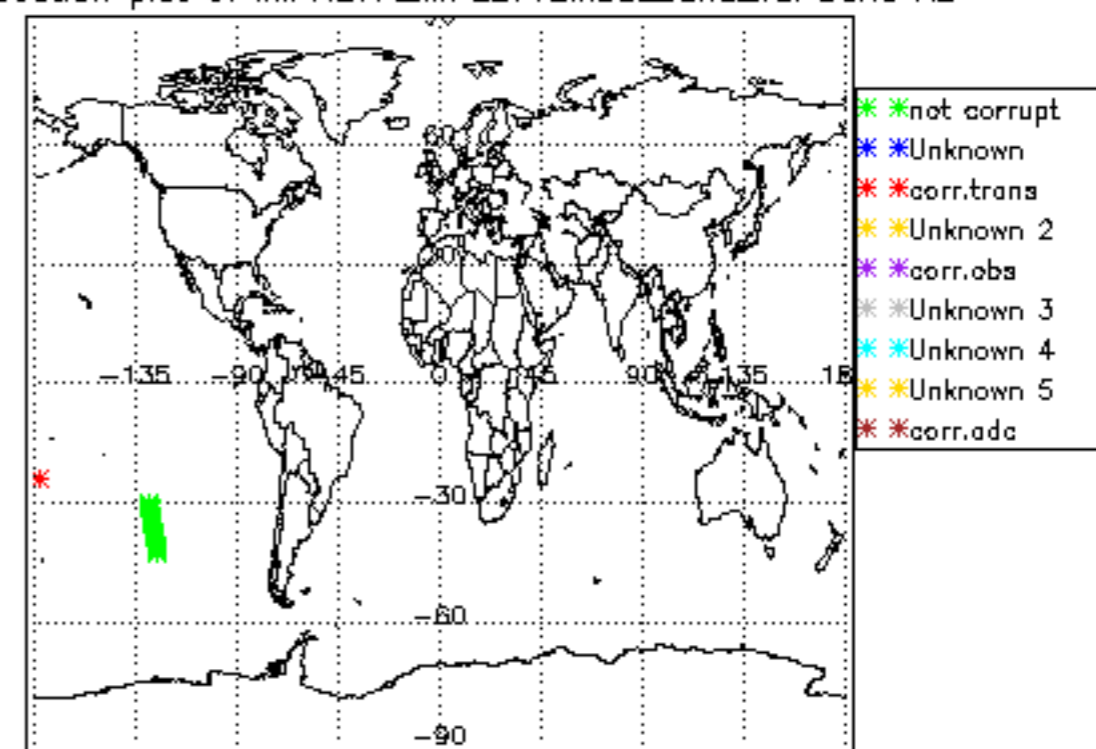 60
-135
-90
-45
0
45
90
135
-30
-60
-90
not corrupt
Unknown
corr.trans
Unknown 2
corr.obs
Unknown 3
Unknown 4
Unknown 5
corr.adc